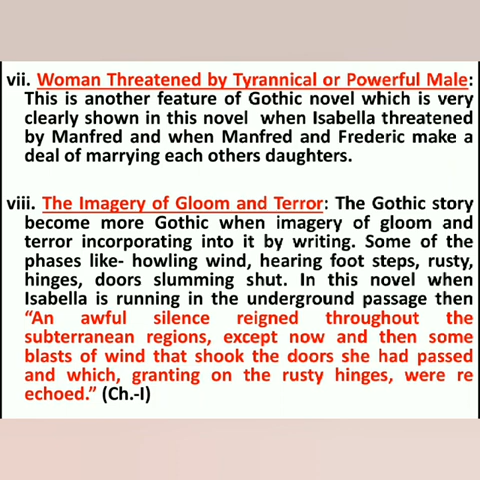 vii. Woman Threatened by Tyrannical or Powerful Male:
This is another feature of Gothic novel which is very
clearly shown in this novel when Isabella threatened
by Manfred and when Manfred and Frederic make a
deal of marrying each others daughters.
viii. The Imagery of Gloom and Terror: The Gothic story
become more Gothic when imagery of gloom and
terror incorporating into it by writing. Some of the
phases like- howling wind, hearing foot steps, rusty,
hinges, doors slumming shut. In this novel when
Isabella is running in the underground passage then
“An awful silence reigned throughout the
subterranean regions, except now and then some
blasts of wind that shook the doors she had passed
and which, granting on the rusty hinges, were re
echoed.” (Ch.-I)